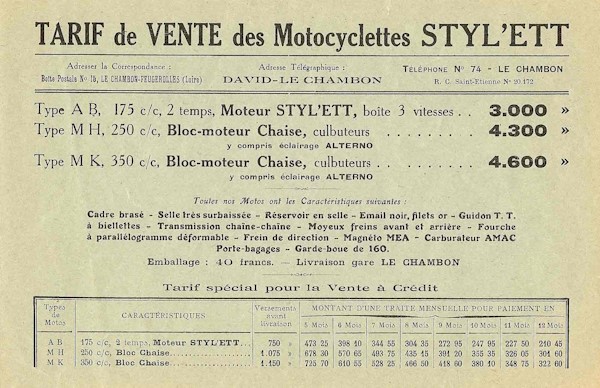 TARIF de VENTE des Motocyclettes STYL'ETT
Adresser la Correspondance :
Boîte Postale N° 18, LE CHAMBON-FEUGEROLLES (Loire)
Adresse Télégraphique :
DAVID-LE CHAMBON
TÉLÉPHONE N° 74 - LE CHAMBON
R. C. Saint-Etienne N° 20.172
Type A B, 175 c/c, 2 temps, Moteur STYL'ETT, boîte 3 vitesses . . 3.000 »
Type M H, 250 c/c, Bloc-moteur Chaise, culbuteurs . . . . . . . . 4.300 »
y compris éclairage ALTERNO
Type M K, 350 c/c, Bloc-moteur Chaise, culbuteurs . . . . . . . . 4.600 »
y compris éclairage ALTERNO
Toutes nos Motos ont les Caractéristiques suivantes :
Cadre brasé - Selle très surbaissée - Réservoir en selle - Email noir, filets or - Guidon T. T.
à biellettes - Transmission chaîne-chaîne - Moyeux freins avant et arrière - Fourche
à parallélogramme déformable - Frein de direction - Magnéto MEA - Carburateur AMAC
Porte-bagages - Garde-boue de 160.
Emballage : 40 francs. — Livraison gare LE CHAMBON
Tarif spécial pour la Vente à Crédit
Types de Motos CARACTÉRISTIQUES Versements avant livraison MONTANT D'UNE TRAITE MENSUELLE POUR PAIEMENT EN
5 Mois 6 Mois 7 Mois 8 Mois 9 Mois 10 Mois 11 Mois 12 Mois
A B 175 c/c, 2 temps, Moteur STYL'ETT... 750 » 473 25 398 10 344 55 304 35 272 95 247 95 227 50 210 45
M H 250 c/c, Bloc Chaise................ 1.075 » 678 30 570 65 493 75 435 15 391 20 355 35 326 05 301 60
M K 350 c/c, Bloc Chaise................ 1.150 » 725 70 610 55 528 25 466 50 418 60 380 10 348 75 322 60